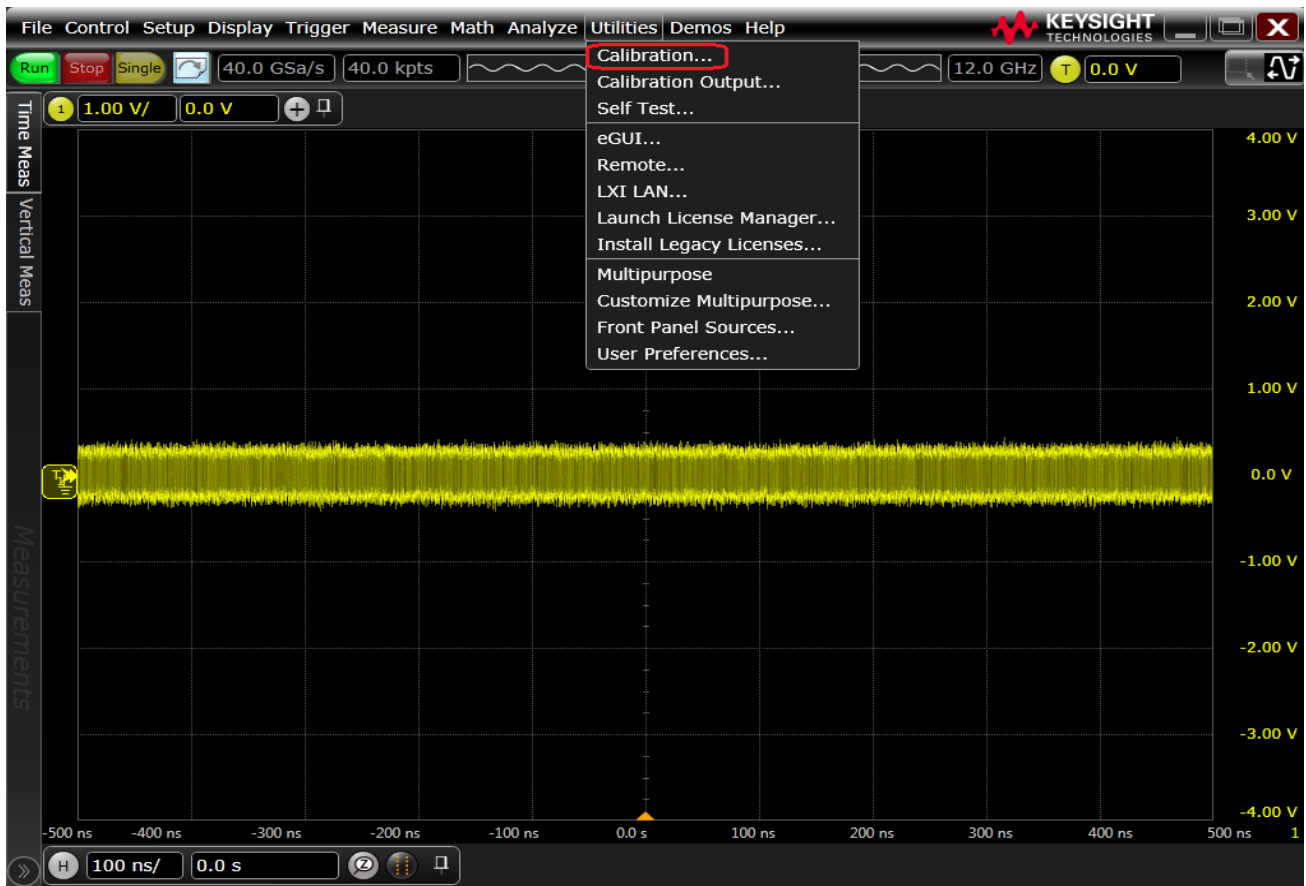 File Control Setup Display Trigger Measure Math Analyze Utilities Demos Help
KEYSIGHT
TECHNOLOGIES
Run Stop Single 40.0 GSa/s 40.0 kpts 12.0 GHz T 0.0 V
Calibration...
Calibration Output...
Self Test...
eGUI...
Remote...
LXI LAN...
Launch License Manager...
Install Legacy Licenses...
Multipurpose
Customize Multipurpose...
Front Panel Sources...
User Preferences...
1 1.00 V/ 0.0 V
Time Meas
Vertical Meas
Measurements
4.00 V
3.00 V
2.00 V
1.00 V
T
0.0 V
-1.00 V
-2.00 V
-3.00 V
-4.00 V
-500 ns -400 ns -300 ns -200 ns -100 ns 0.0 s 100 ns 200 ns 300 ns 400 ns 500 ns 1
H 100 ns/ 0.0 s Z